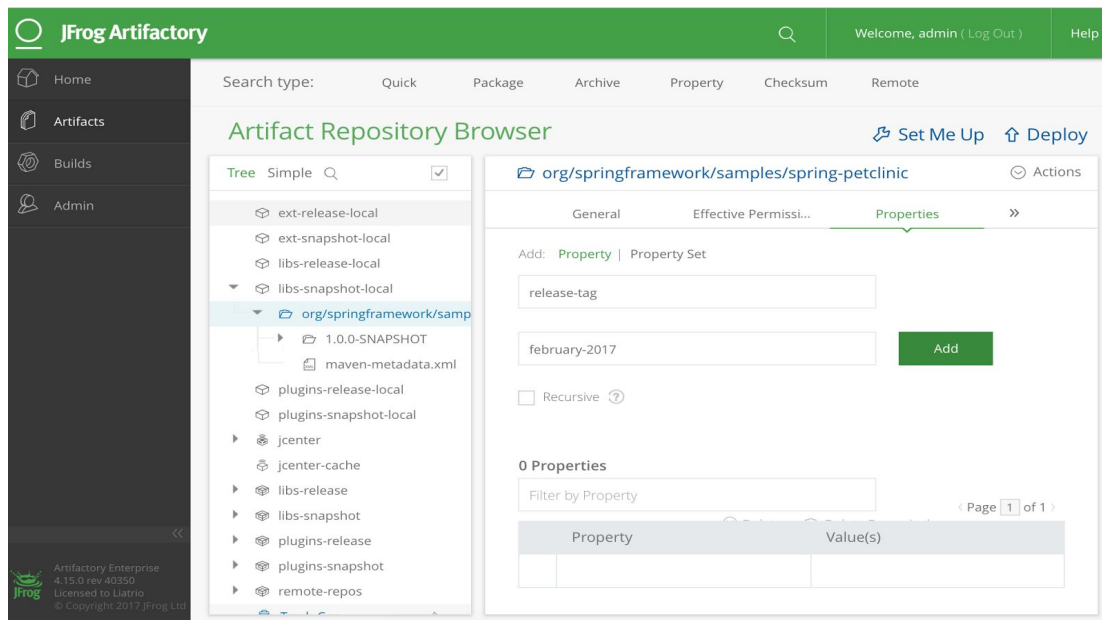 JFrog Artifactory
Welcome, admin ( Log Out )
Help
Home
Artifacts
Builds
Admin
Search type:
Quick
Package
Archive
Property
Checksum
Remote
Artifact Repository Browser
Set Me Up
Deploy
Tree
Simple
ext-release-local
ext-snapshot-local
libs-release-local
libs-snapshot-local
org/springframework/samp
1.0.0-SNAPSHOT
maven-metadata.xml
plugins-release-local
plugins-snapshot-local
jcenter
jcenter-cache
libs-release
libs-snapshot
plugins-release
plugins-snapshot
remote-repos
org/springframework/samples/spring-petclinic
Actions
General
Effective Permissi...
Properties
»
Add: Property | Property Set
release-tag
february-2017
Add
Recursive ?
0 Properties
Filter by Property
Page 1 of 1
Property
Value(s)
<<
JFrog
Artifactory Enterprise
4.15.0 rev 40350
Licensed to Liatrio
© Copyright 2017 JFrog Ltd